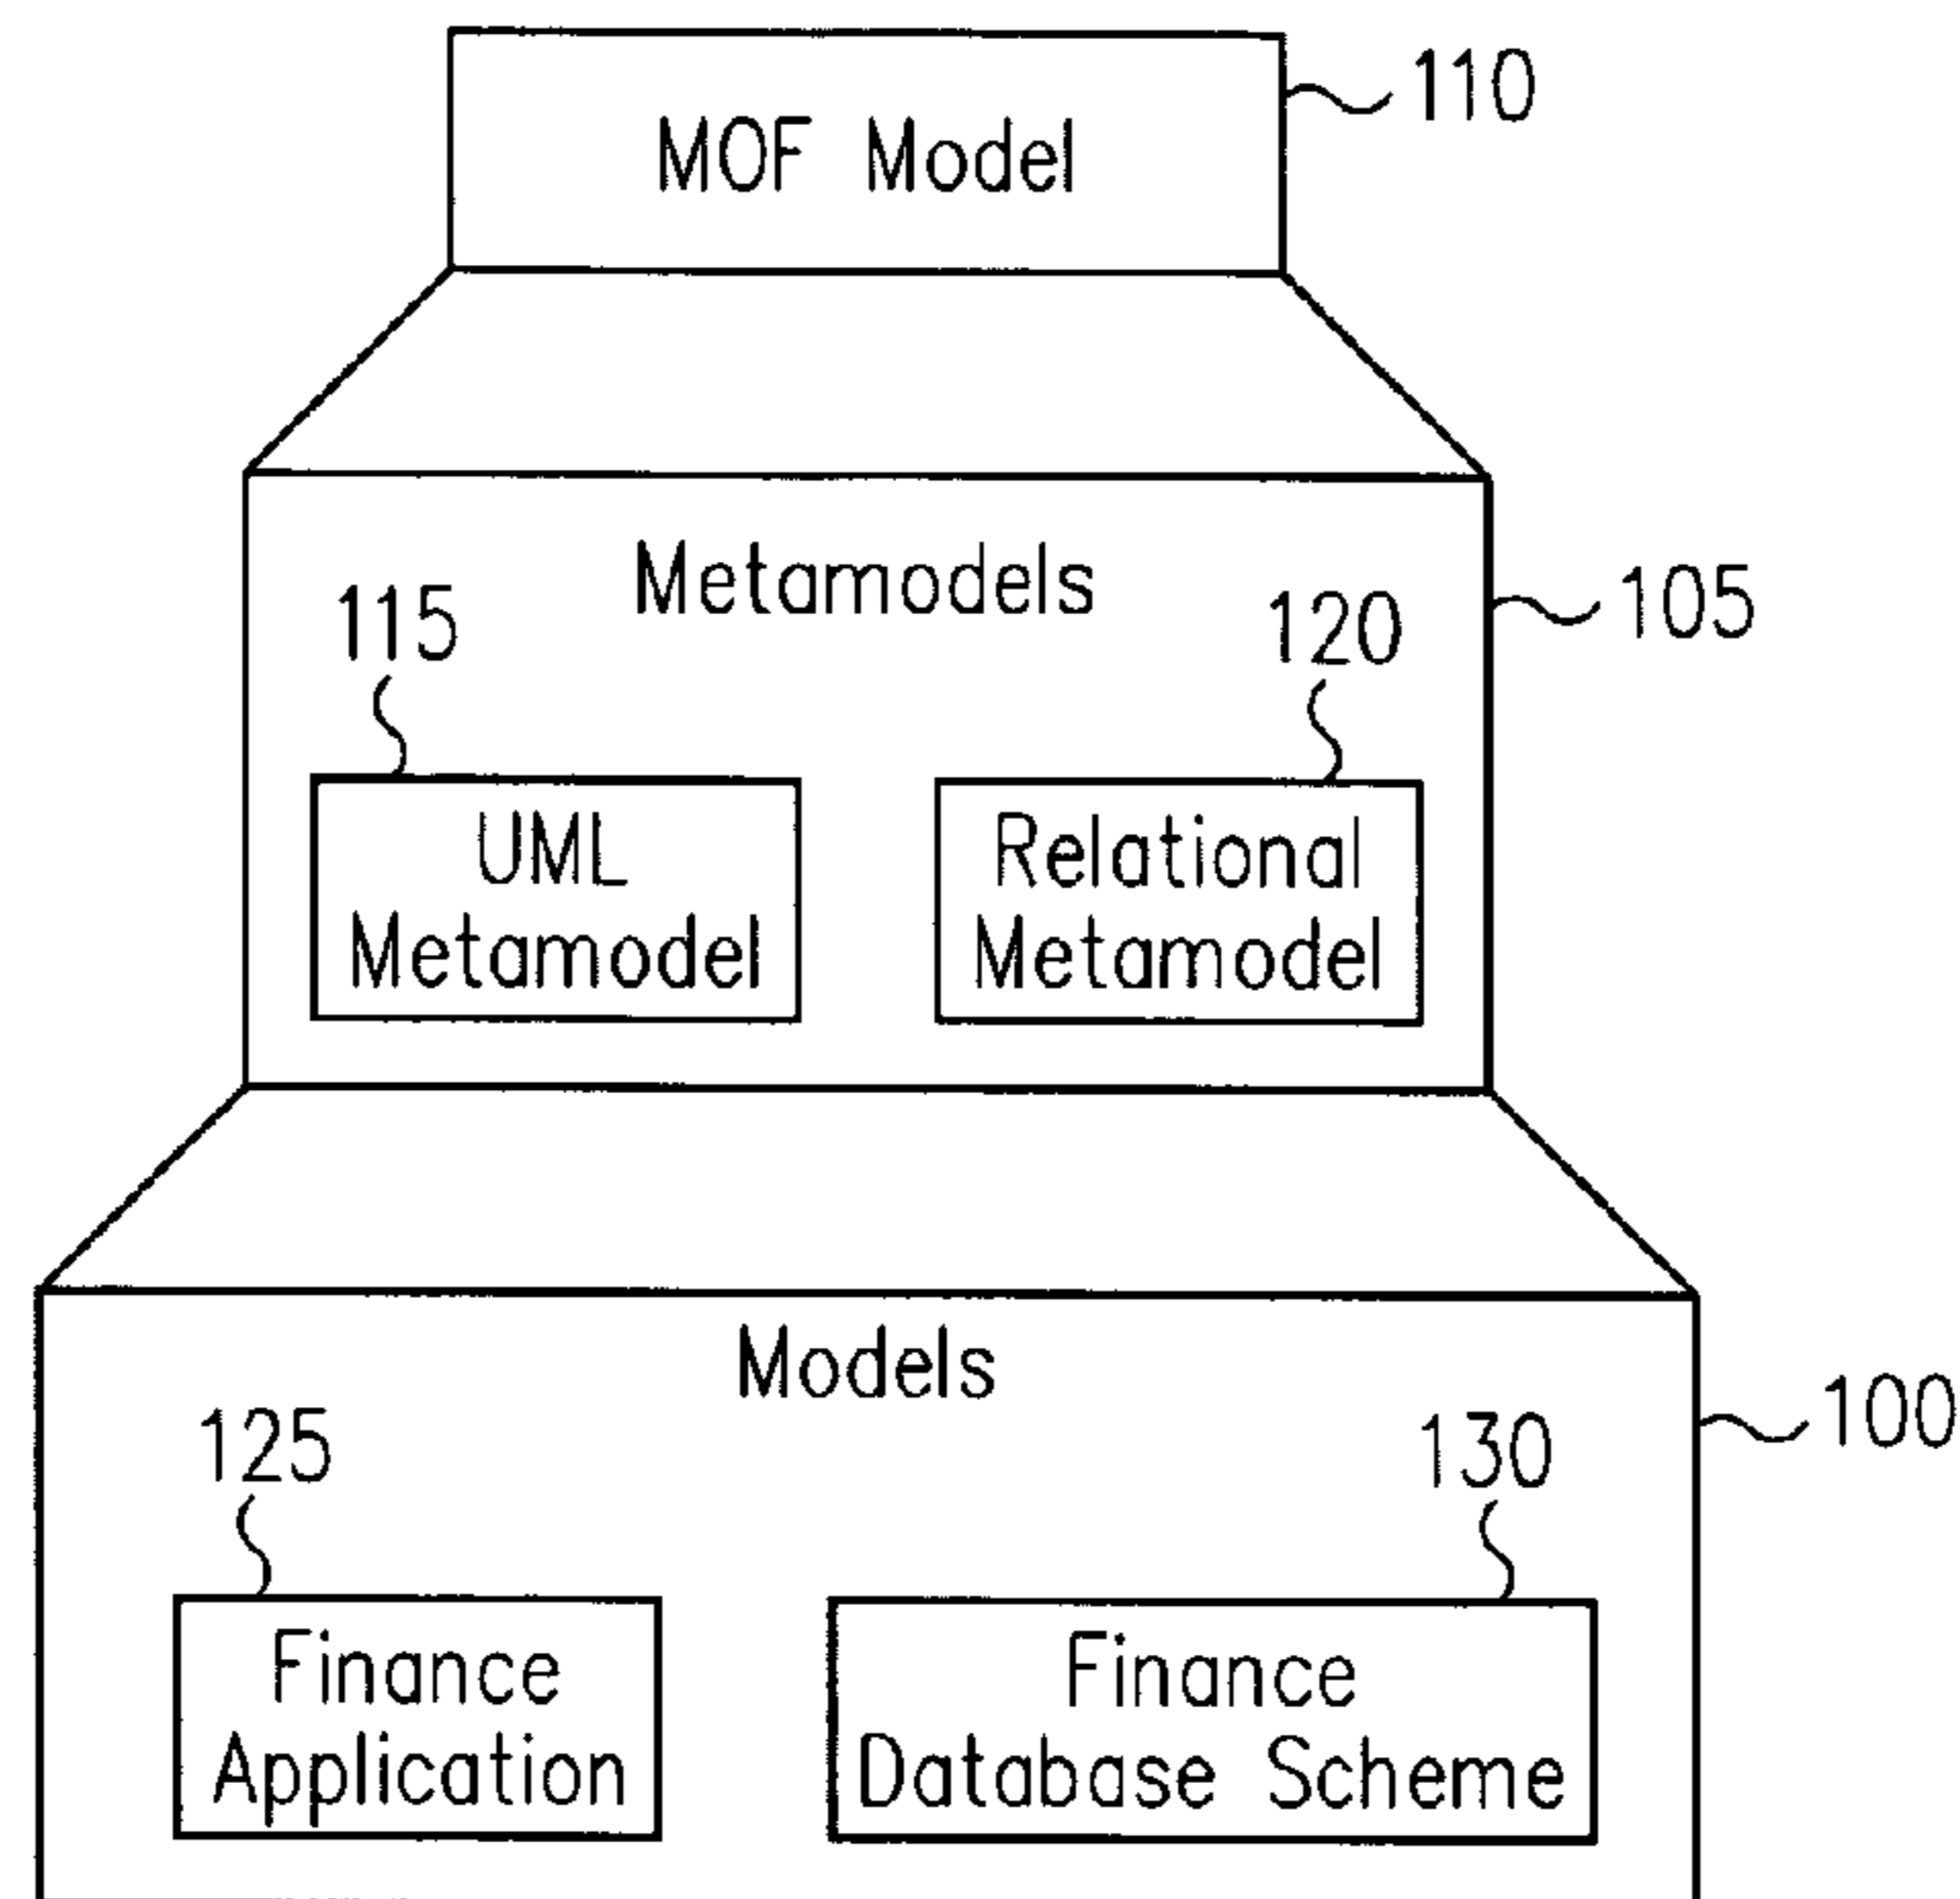 MOF Model
110
Metamodels
105
115
120
UML
Metamodel
Relational
Metamodel
Models
100
125
130
Finance
Application
Finance
Database Scheme